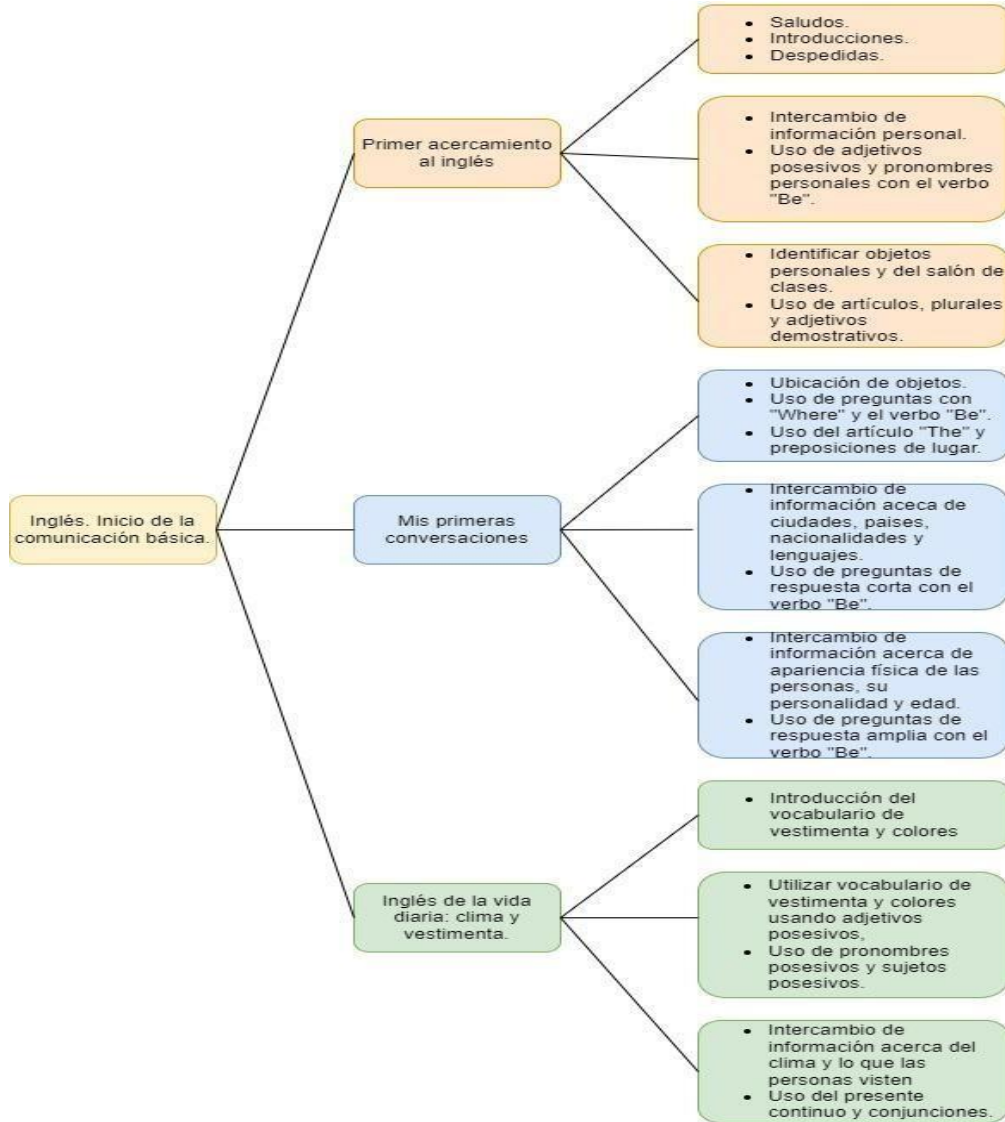 Inglés. Inicio de la
comunicación básica.
Primer acercamiento
al inglés
• Saludos.
• Introducciones.
• Despedidas.
• Intercambio de
información personal.
• Uso de adjetivos
posesivos y pronombres
personales con el verbo
"Be".
• Identificar objetos
personales y del salón de
clases.
• Uso de artículos, plurales
y adjetivos
demostrativos.
Mis primeras
conversaciones
• Ubicación de objetos.
• Uso de preguntas con
"Where" y el verbo "Be".
• Uso del artículo "The" y
preposiciones de lugar.
• Intercambio de
información aceca de
ciudades, paises,
nacionalidades y
lenguajes.
• Uso de preguntas de
respuesta corta con el
verbo "Be".
• Intercambio de
información acerca de
apariencia física de las
personas, su
personalidad y edad.
• Uso de preguntas de
respuesta amplia con el
verbo "Be".
Inglés de la vida
diaria: clima y
vestimenta.
• Introducción del
vocabulario de
vestimenta y colores
• Utilizar vocabulario de
vestimenta y colores
usando adjetivos
posesivos,
• Uso de pronombres
posesivos y sujetos
posesivos.
• Intercambio de
información acerca del
clima y lo que las
personas visten
• Uso del presente
continuo y conjunciones.